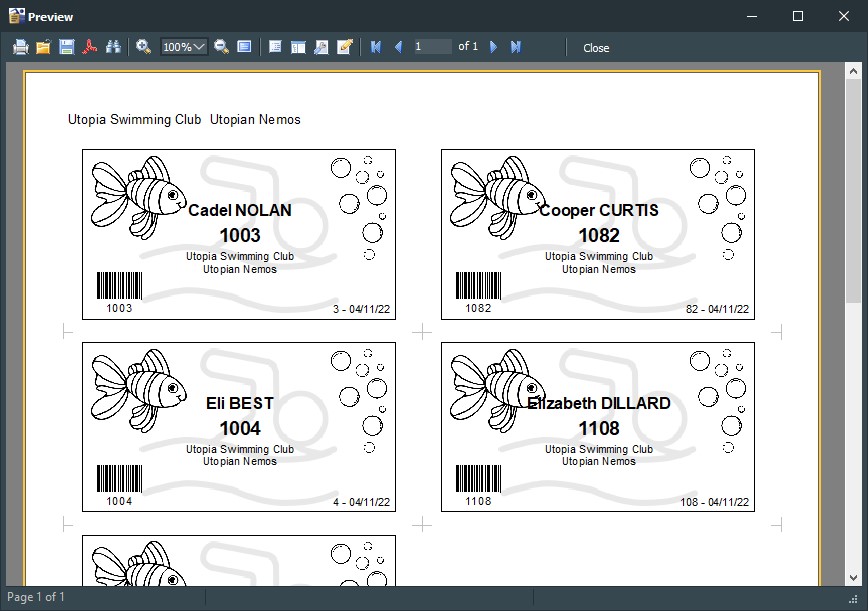 Preview
100%
1 of 1
Close
Utopia Swimming Club Utopian Nemos
Cadel NOLAN
1003
Utopia Swimming Club
Utopian Nemos
1003
3 - 04/11/22
Cooper CURTIS
1082
Utopia Swimming Club
Utopian Nemos
1082
82 - 04/11/22
Eli BEST
1004
Utopia Swimming Club
Utopian Nemos
1004
4 - 04/11/22
Elizabeth DILLARD
1108
Utopia Swimming Club
Utopian Nemos
1108
108 - 04/11/22
Page 1 of 1